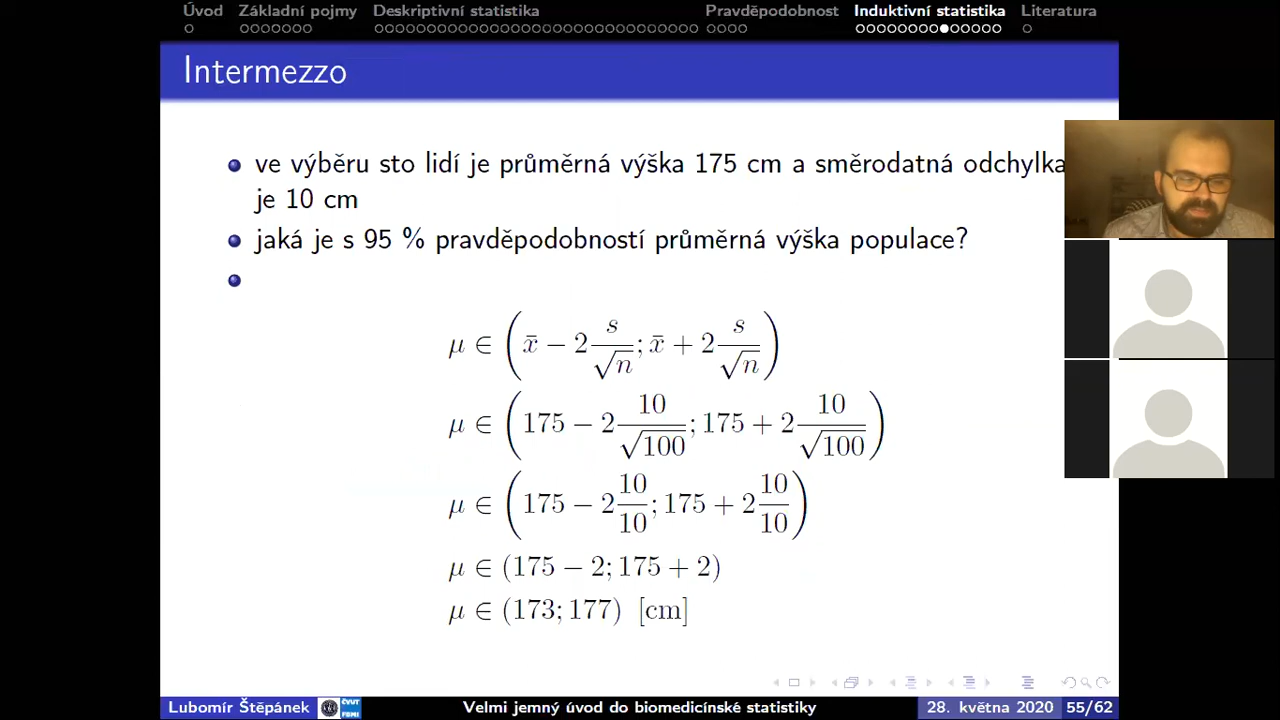 Úvod Základní pojmy Deskriptivní statistika Pravděpodobnost Induktivní statistika Literatura
Intermezzo
ve výběru sto lidí je průměrná výška 175 cm a směrodatná odchylka
je 10 cm
jaká je s 95 % pravděpodobností průměrná výška populace?
μ ∈ (x̄ − 2 s/√n; x̄ + 2 s/√n)
μ ∈ (175 − 2 10/√100; 175 + 2 10/√100)
μ ∈ (175 − 2 10/10; 175 + 2 10/10)
μ ∈ (175 − 2; 175 + 2)
μ ∈ (173; 177) [cm]
Lubomír Štěpánek ČVUT FBMI Velmi jemný úvod do biomedicínské statistiky 28. května 2020 55/62